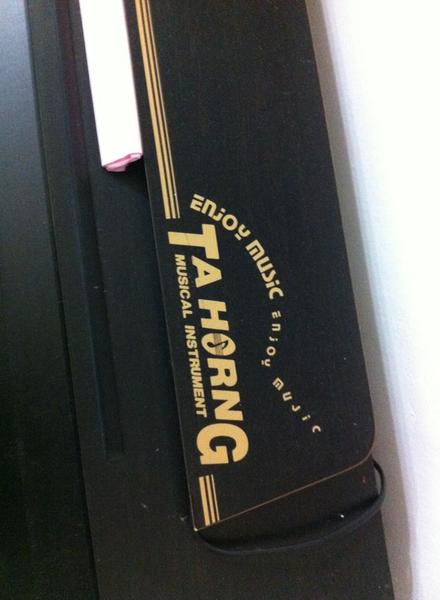 ENJOY MUSIC ENJOY MUSIC
TA HORNG
MUSICAL INSTRUMENT